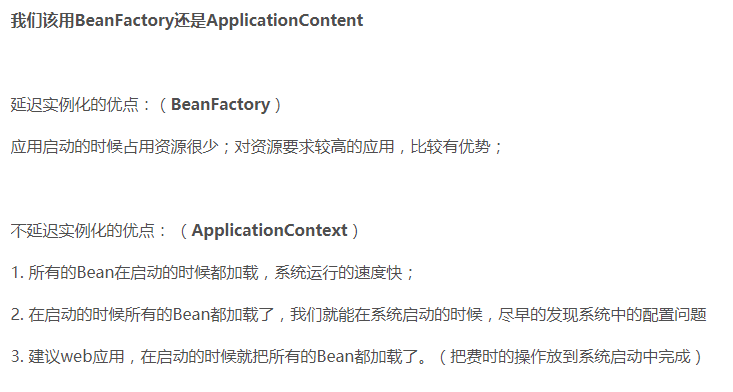 我们该用BeanFactory还是ApplicationContent
延迟实例化的优点：（BeanFactory）
应用启动的时候占用资源很少；对资源要求较高的应用，比较有优势；
不延迟实例化的优点： （ApplicationContext）
1. 所有的Bean在启动的时候都加载，系统运行的速度快；
2. 在启动的时候所有的Bean都加载了，我们就能在系统启动的时候，尽早的发现系统中的配置问题
3. 建议web应用，在启动的时候就把所有的Bean都加载了。（把费时的操作放到系统启动中完成）